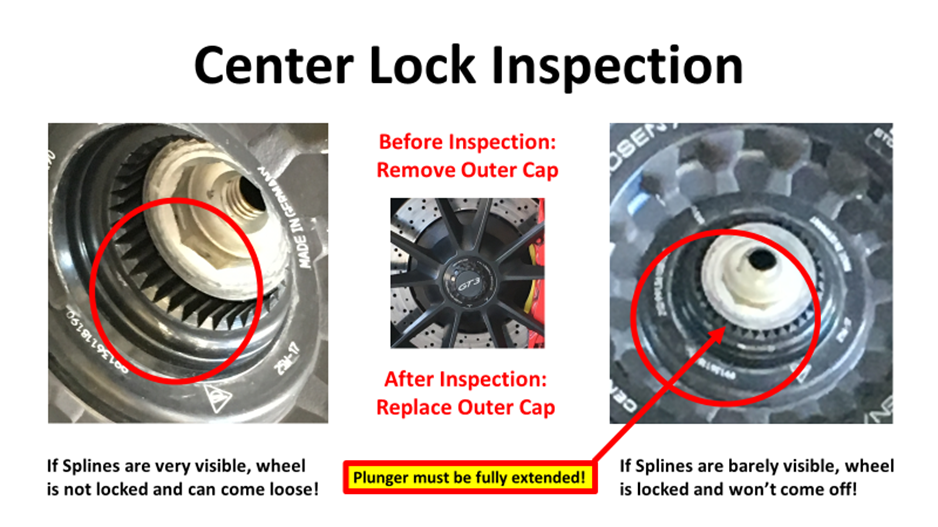 Center Lock Inspection
Before Inspection:
Remove Outer Cap
MADE IN GERMANY
GT3
After Inspection:
Replace Outer Cap
If Splines are very visible, wheel
is not locked and can come loose!
Plunger must be fully extended!
If Splines are barely visible, wheel
is locked and won't come off!